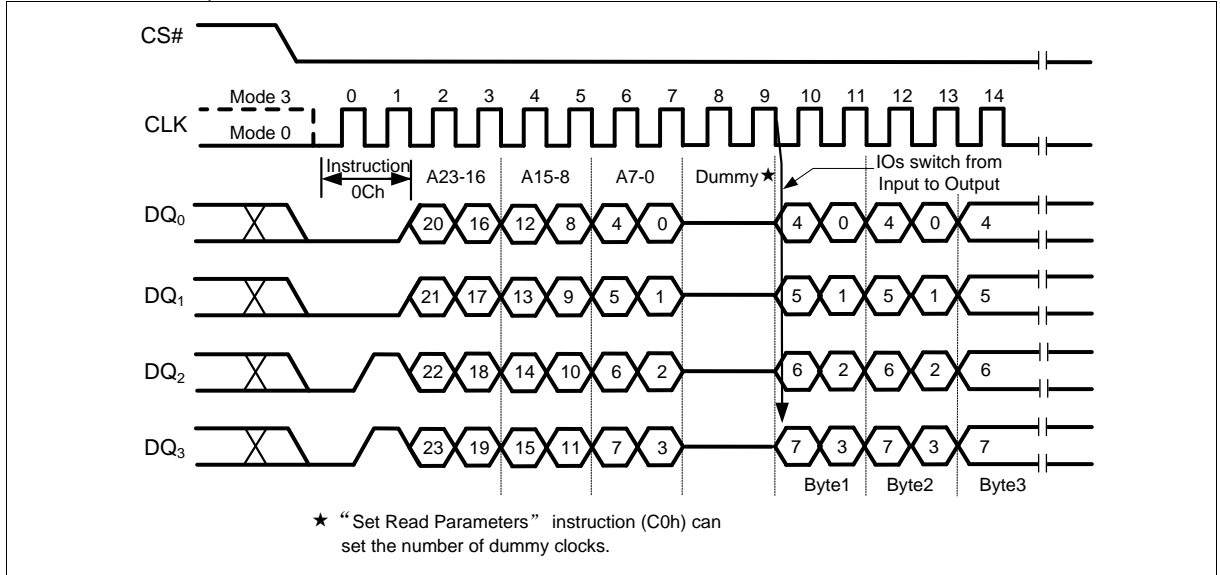 CS#
Mode 3 0 1 2 3 4 5 6 7 8 9 10 11 12 13 14
CLK
Mode 0
Instruction A23-16 A15-8 A7-0 Dummy★ IOs switch from
0Ch Input to Output
DQ0 20 16 12 8 4 0 4 0 4 0 4
DQ1 21 17 13 9 5 1 5 1 5 1 5
DQ2 22 18 14 10 6 2 6 2 6 2 6
DQ3 23 19 15 11 7 3 7 3 7 3 7
Byte1 Byte2 Byte3
★ “Set Read Parameters” instruction (C0h) can
set the number of dummy clocks.